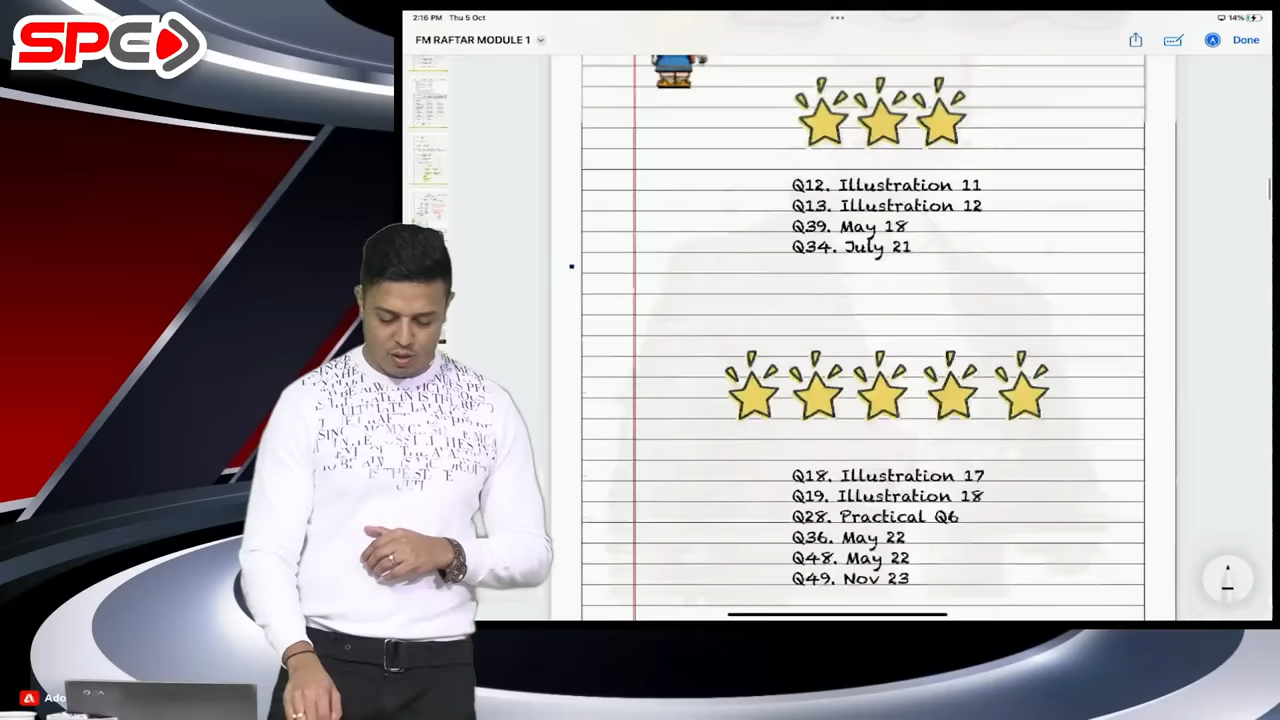 SPED
2:16 PM Thu 5 Oct
14%
FM RAFTAR MODULE 1
Done
Q12. Illustration 11
Q13. Illustration 12
Q39. May 18
Q34. July 21
Q18. Illustration 17
Q19. Illustration 18
Q28. Practical Q6
Q36. May 22
Q48. May 22
Q49. Nov 23
Ado